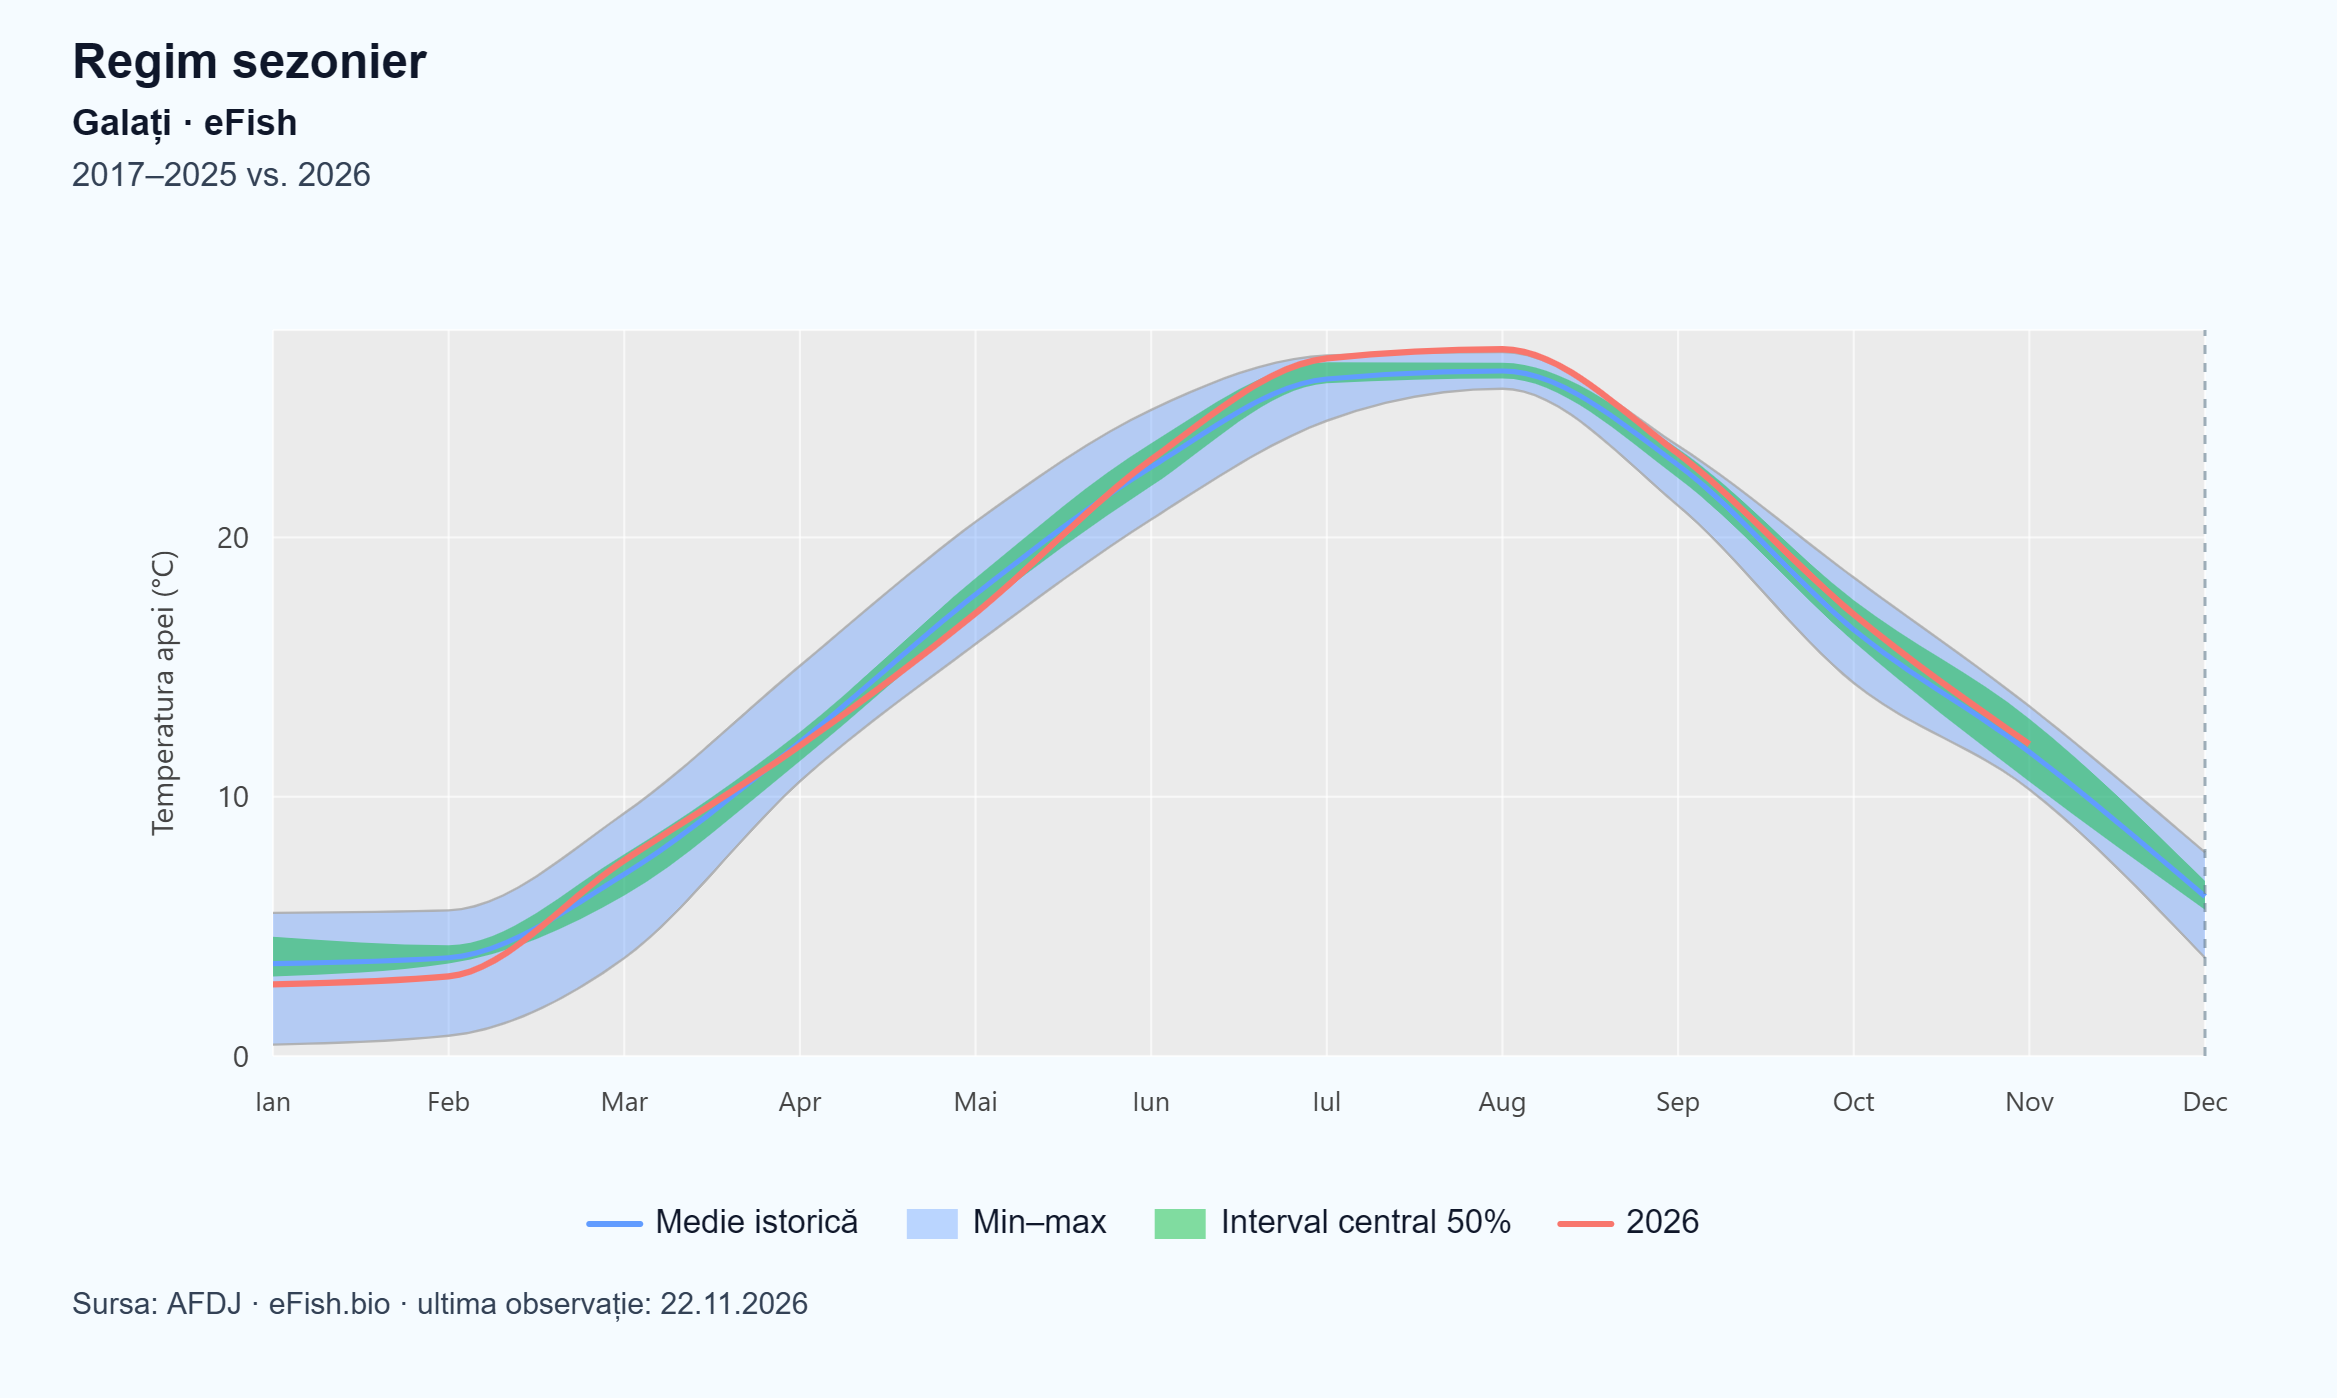 Regim sezonier
Galați · eFish
2017–2025 vs. 2026
Temperatura apei (°C)
20
10
0
Ian Feb Mar Apr Mai Iun Iul Aug Sep Oct Nov Dec
Medie istorică Min–max Interval central 50% 2026
Sursa: AFDJ · eFish.bio · ultima observație: 22.11.2026